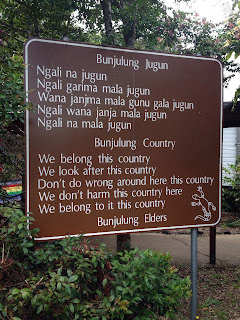 Bunjulung Jugun
Ngali na jugun
Ngali garima mala jugun
Wana janjma mala gunu gala jugun
Ngali wana janja mala jugun
Ngali na mala jugun
Bunjulung Country
We belong this country
We look after this country
Don't do wrong around here this country
We don't harm this country here
We belong to it this country
Bunjulung Elders